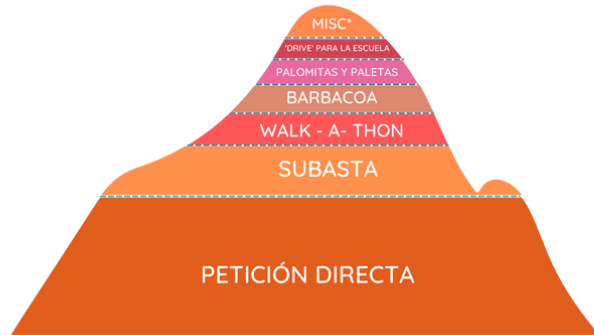 MISC*
'DRIVE' PARA LA ESCUELA
PALOMITAS Y PALETAS
BARBACOA
WALK - A- THON
SUBASTA
PETICIÓN DIRECTA